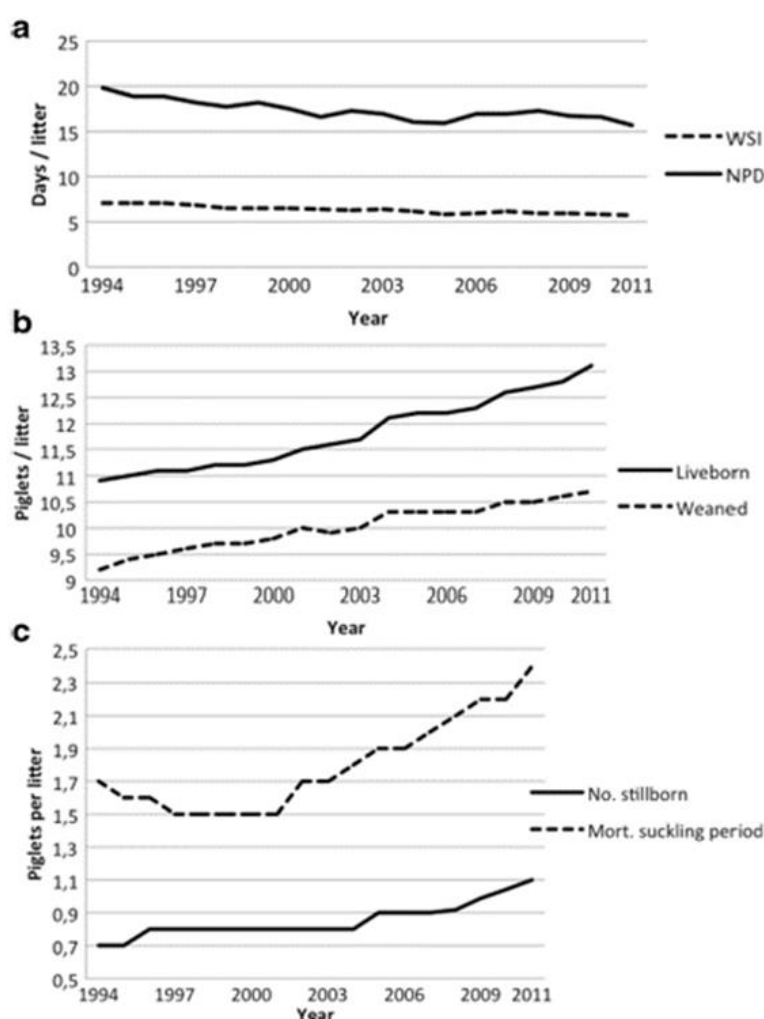 a
25
20
15
10
5
0
Days / litter
1994 1997 2000 2003 2006 2009 2011
Year
WSI
NPD
b
13,5
13
12,5
12
11,5
11
10,5
10
9,5
9
Piglets / litter
1994 1997 2000 2003 2006 2009 2011
Year
Liveborn
Weaned
c
2,5
2,3
2,1
1,9
1,7
1,5
1,3
1,1
0,9
0,7
0,5
Piglets per litter
1994 1997 2000 2003 2006 2009 2011
Year
No. stillborn
Mort. suckling period